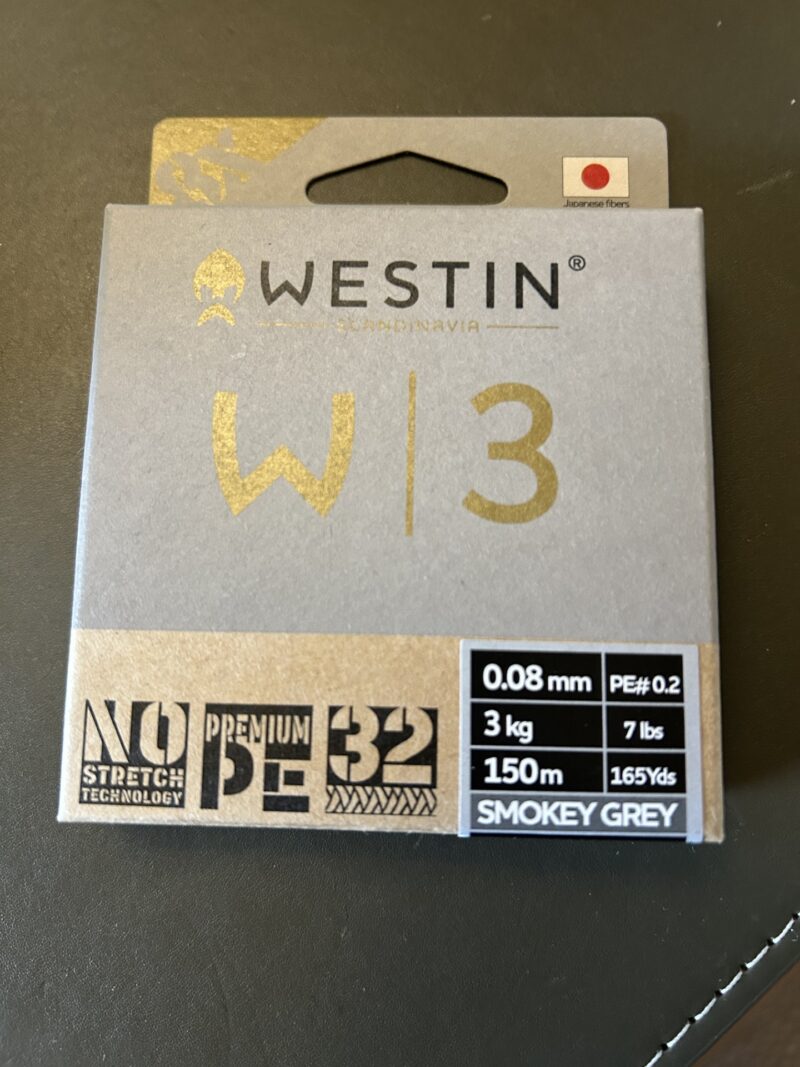 Japanese fibers
WESTIN®
SCANDINAVIA
W|3
NO
STRETCH
TECHNOLOGY
PREMIUM
PE
32
0.08 mm PE# 0.2
3 kg 7 lbs
150m 165Yds
SMOKEY GREY